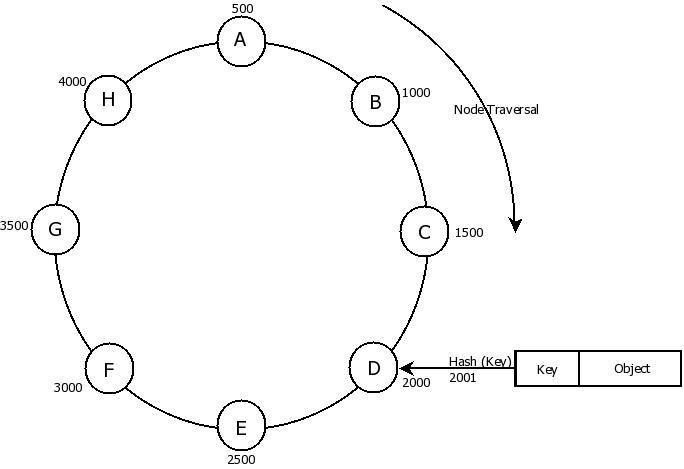 500
A
4000
H
B
1000
Node Traversal
3500
G
C
1500
F
3000
D
2000
Hash (Key)
2001
Key
Object
E
2500